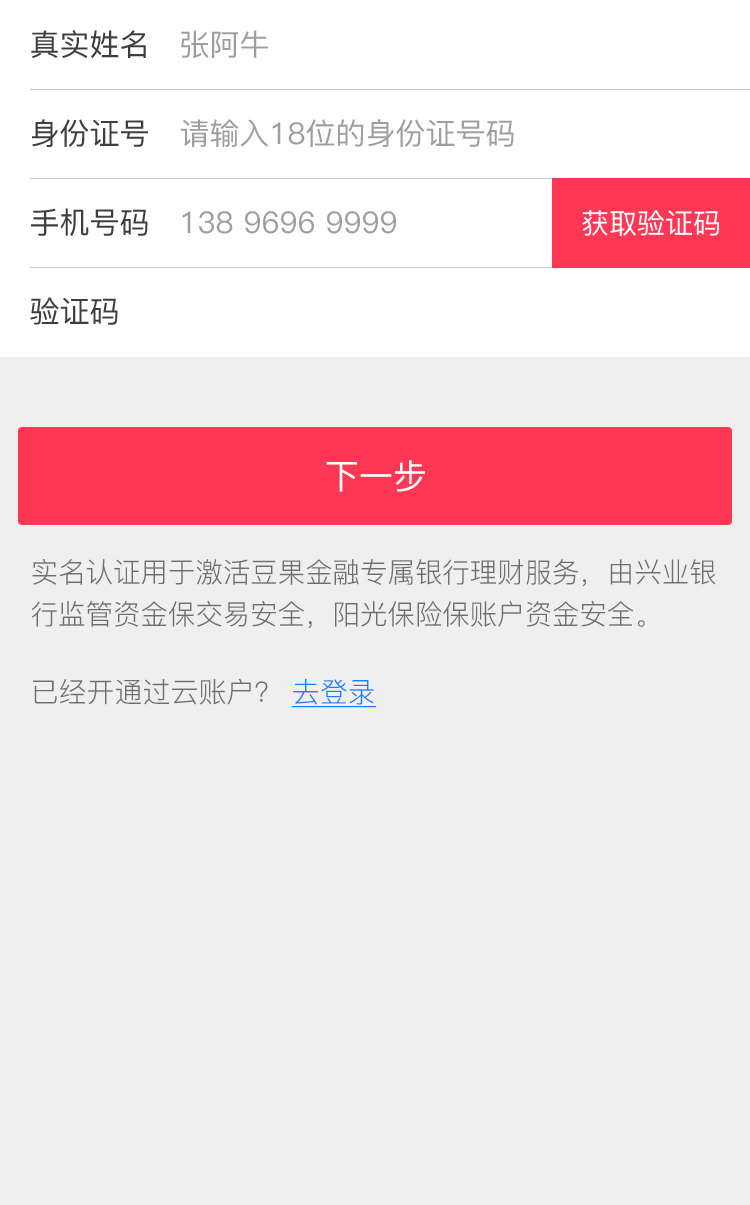 真实姓名 张阿牛
身份证号 请输入18位的身份证号码
手机号码 138 9696 9999 获取验证码
验证码
下一步
实名认证用于激活豆果金融专属银行理财服务，由兴业银
行监管资金保交易安全，阳光保险保账户资金安全。
已经开通过云账户？ 去登录